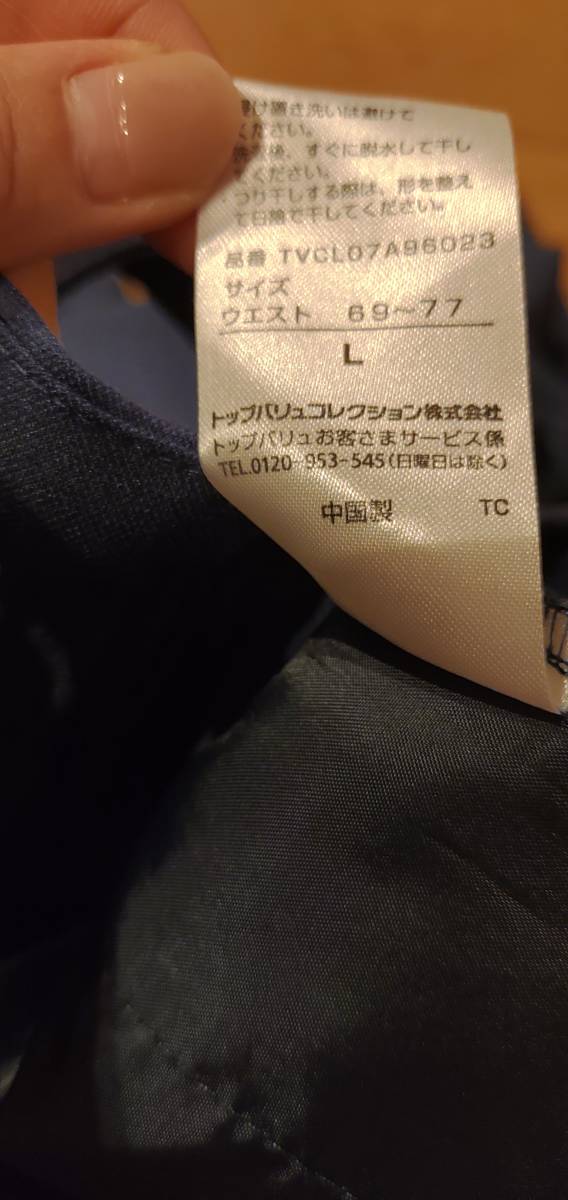 け置き洗いは避けて
ください。
後、すぐに脱水して干し
てください。
つり干しする際は、形を整え
て日陰で干してください。
品番 TVCL07A96023
サイズ
ウエスト 69~77
L
トップバリュコレクション株式会社
トップバリュお客さまサービス係
TEL.0120-953-545(日曜日は除く)
中国製 TC